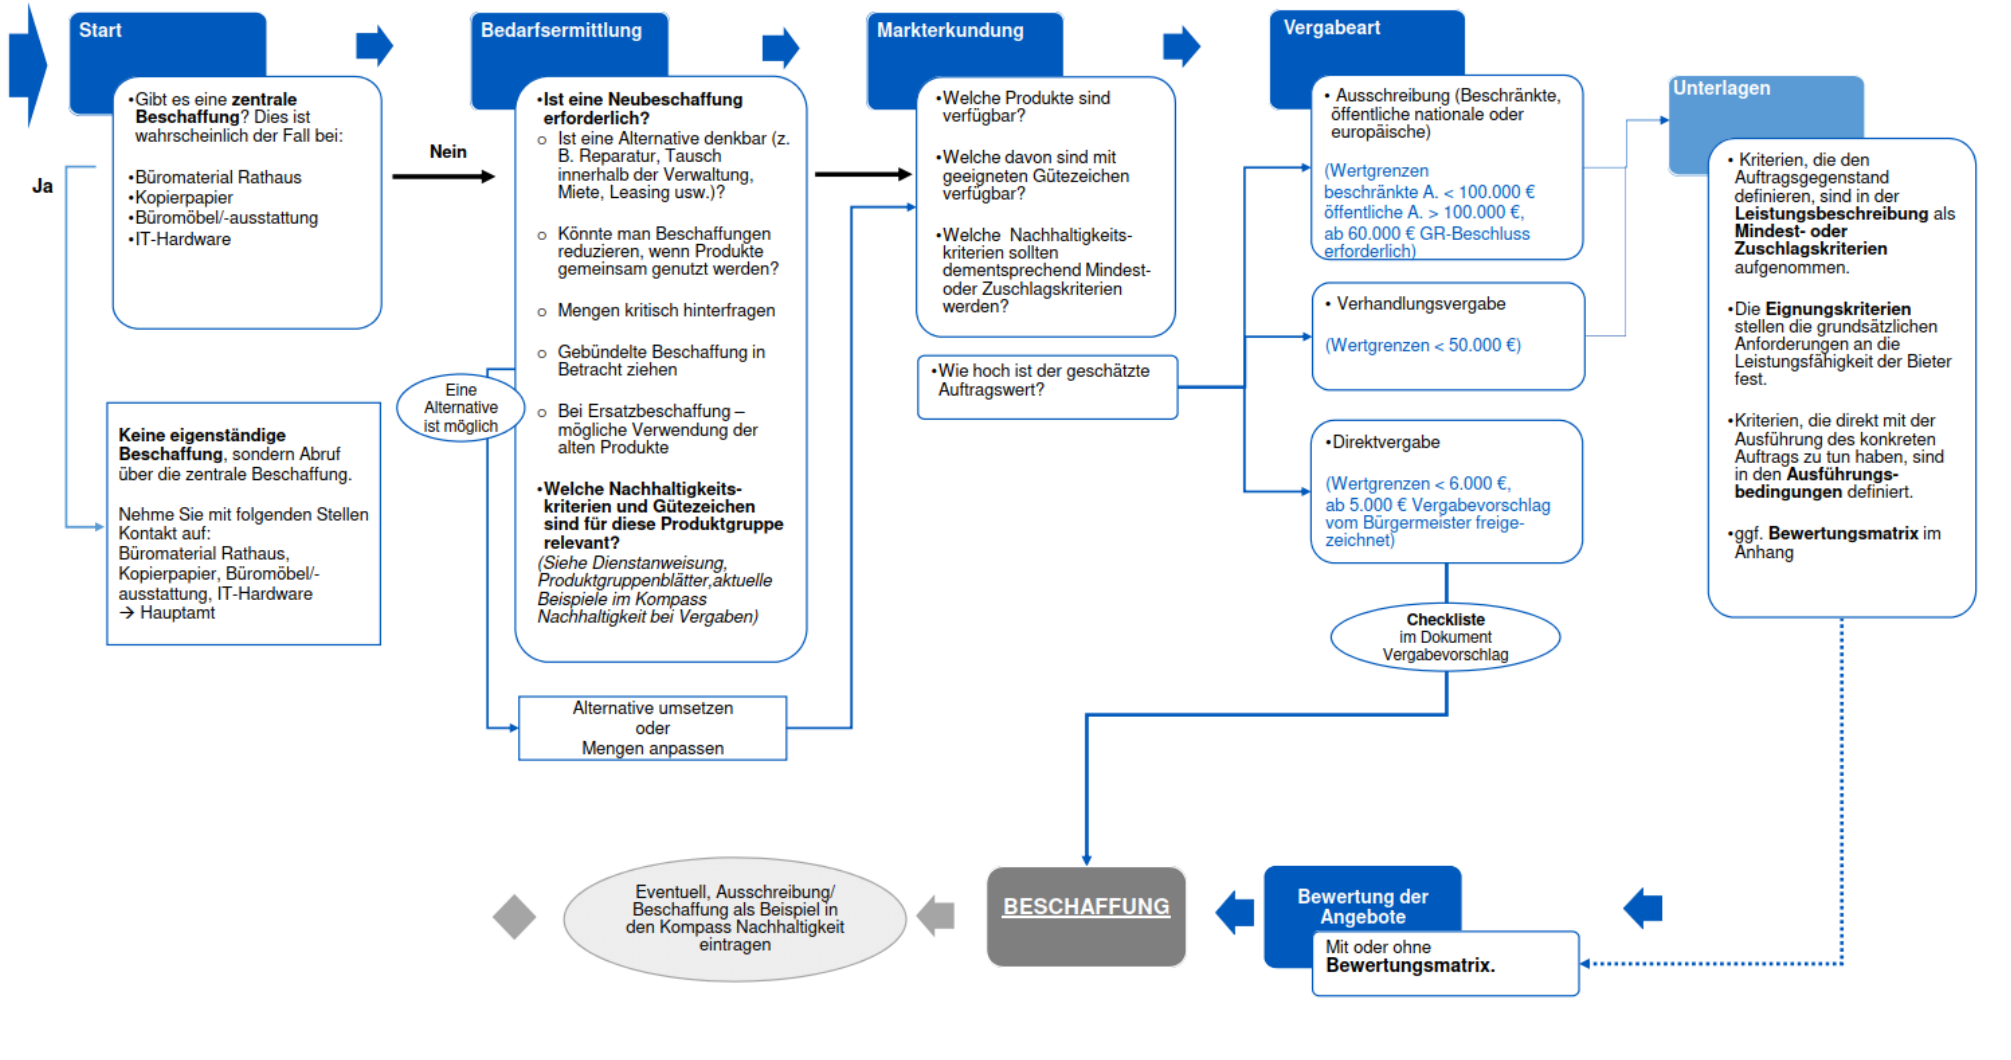 Start
•Gibt es eine zentrale
Beschaffung? Dies ist
wahrscheinlich der Fall bei:
•Büromaterial Rathaus
•Kopierpapier
•Büromöbel/-ausstattung
•IT-Hardware
Ja
Nein
Keine eigenständige
Beschaffung, sondern Abruf
über die zentrale Beschaffung.
Nehme Sie mit folgenden Stellen
Kontakt auf:
Büromaterial Rathaus,
Kopierpapier, Büromöbel/-
ausstattung, IT-Hardware
→ Hauptamt
Bedarfsermittlung
•Ist eine Neubeschaffung
erforderlich?
o Ist eine Alternative denkbar (z.
B. Reparatur, Tausch
innerhalb der Verwaltung,
Miete, Leasing usw.)?
o Könnte man Beschaffungen
reduzieren, wenn Produkte
gemeinsam genutzt werden?
o Mengen kritisch hinterfragen
o Gebündelte Beschaffung in
Betracht ziehen
o Bei Ersatzbeschaffung –
mögliche Verwendung der
alten Produkte
•Welche Nachhaltigkeits-
kriterien und Gütezeichen
sind für diese Produktgruppe
relevant?
(Siehe Dienstanweisung,
Produktgruppenblätter,aktuelle
Beispiele im Kompass
Nachhaltigkeit bei Vergaben)
Eine
Alternative
ist möglich
Alternative umsetzen
oder
Mengen anpassen
Markterkundung
•Welche Produkte sind
verfügbar?
•Welche davon sind mit
geeigneten Gütezeichen
verfügbar?
•Welche Nachhaltigkeits-
kriterien sollten
dementsprechend Mindest-
oder Zuschlagskriterien
werden?
•Wie hoch ist der geschätzte
Auftragswert?
Vergabeart
• Ausschreibung (Beschränkte,
öffentliche nationale oder
europäische)
(Wertgrenzen
beschränkte A. < 100.000 €
öffentliche A. > 100.000 €,
ab 60.000 € GR-Beschluss
erforderlich)
• Verhandlungsvergabe
(Wertgrenzen < 50.000 €)
•Direktvergabe
(Wertgrenzen < 6.000 €,
ab 5.000 € Vergabevorschlag
vom Bürgermeister freige-
zeichnet)
Checkliste
im Dokument
Vergabevorschlag
Unterlagen
• Kriterien, die den
Auftragsgegenstand
definieren, sind in der
Leistungsbeschreibung als
Mindest- oder
Zuschlagskriterien
aufgenommen.
•Die Eignungskriterien
stellen die grundsätzlichen
Anforderungen an die
Leistungsfähigkeit der Bieter
fest.
•Kriterien, die direkt mit der
Ausführung des konkreten
Auftrags zu tun haben, sind
in den Ausführungs-
bedingungen definiert.
•ggf. Bewertungsmatrix im
Anhang
Bewertung der
Angebote
Mit oder ohne
Bewertungsmatrix.
BESCHAFFUNG
Eventuell, Ausschreibung/
Beschaffung als Beispiel in
den Kompass Nachhaltigkeit
eintragen